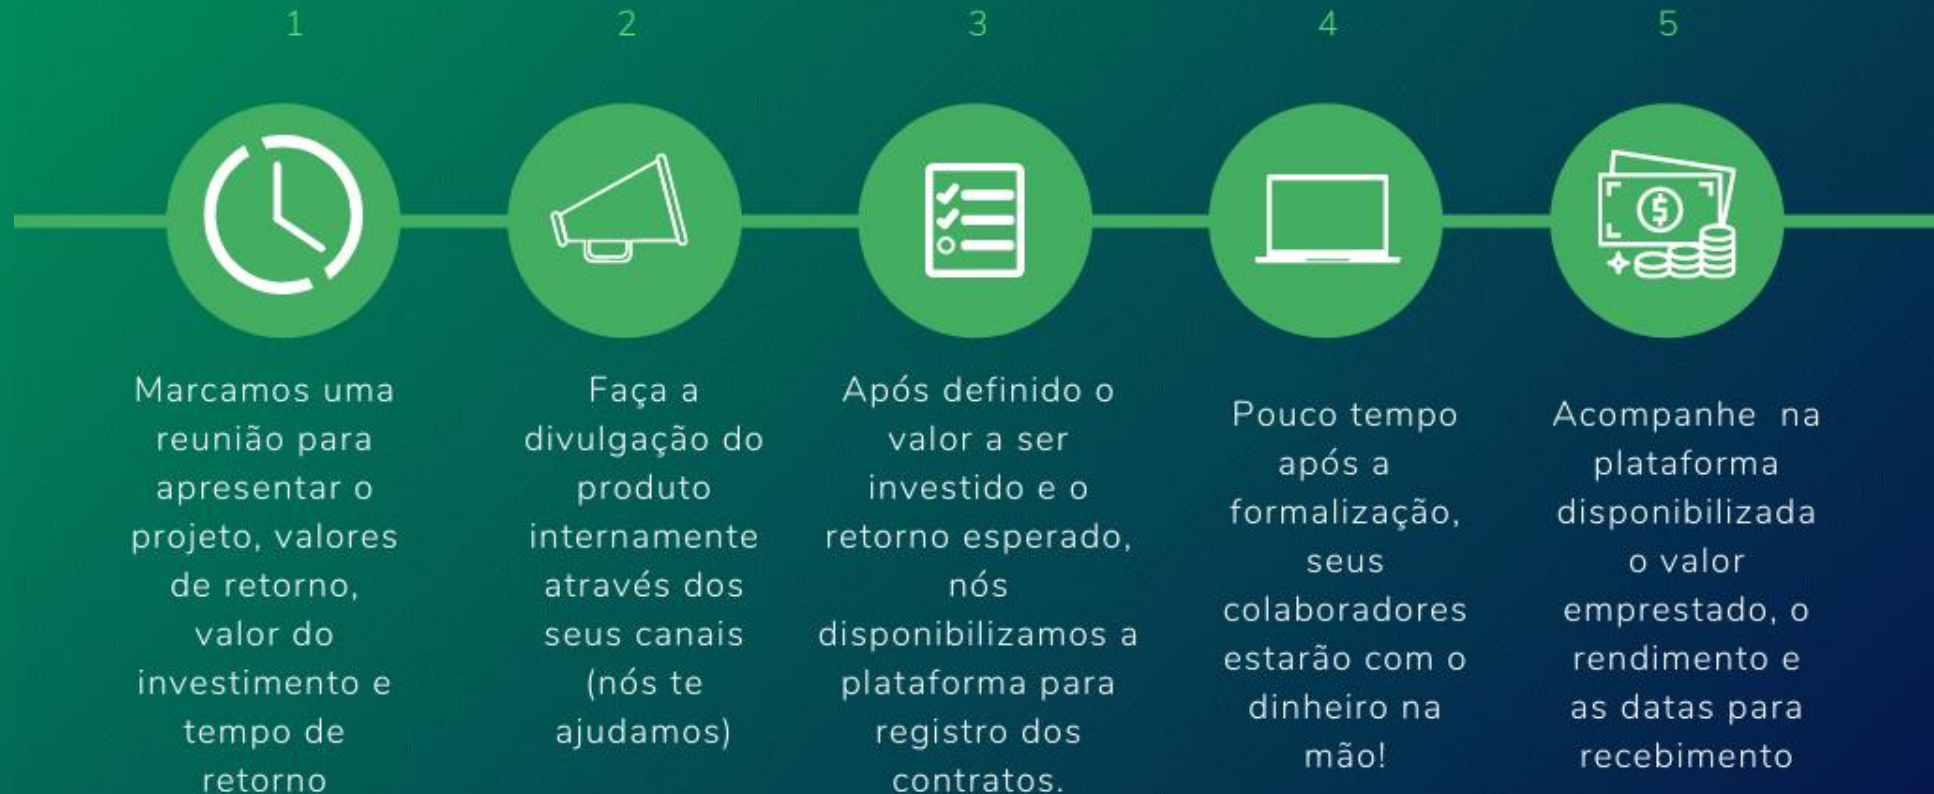 1
Marcamos uma
reunião para
apresentar o
projeto, valores
de retorno,
valor do
investimento e
tempo de
retorno
2
Faça a
divulgação do
produto
internamente
através dos
seus canais
(nós te
ajudamos)
3
Após definido o
valor a ser
investido e o
retorno esperado,
nós
disponibilizamos a
plataforma para
registro dos
contratos.
4
Pouco tempo
após a
formalização,
seus
colaboradores
estarão com o
dinheiro na
mão!
5
Acompanhe na
plataforma
disponibilizada
o valor
emprestado, o
rendimento e
as datas para
recebimento